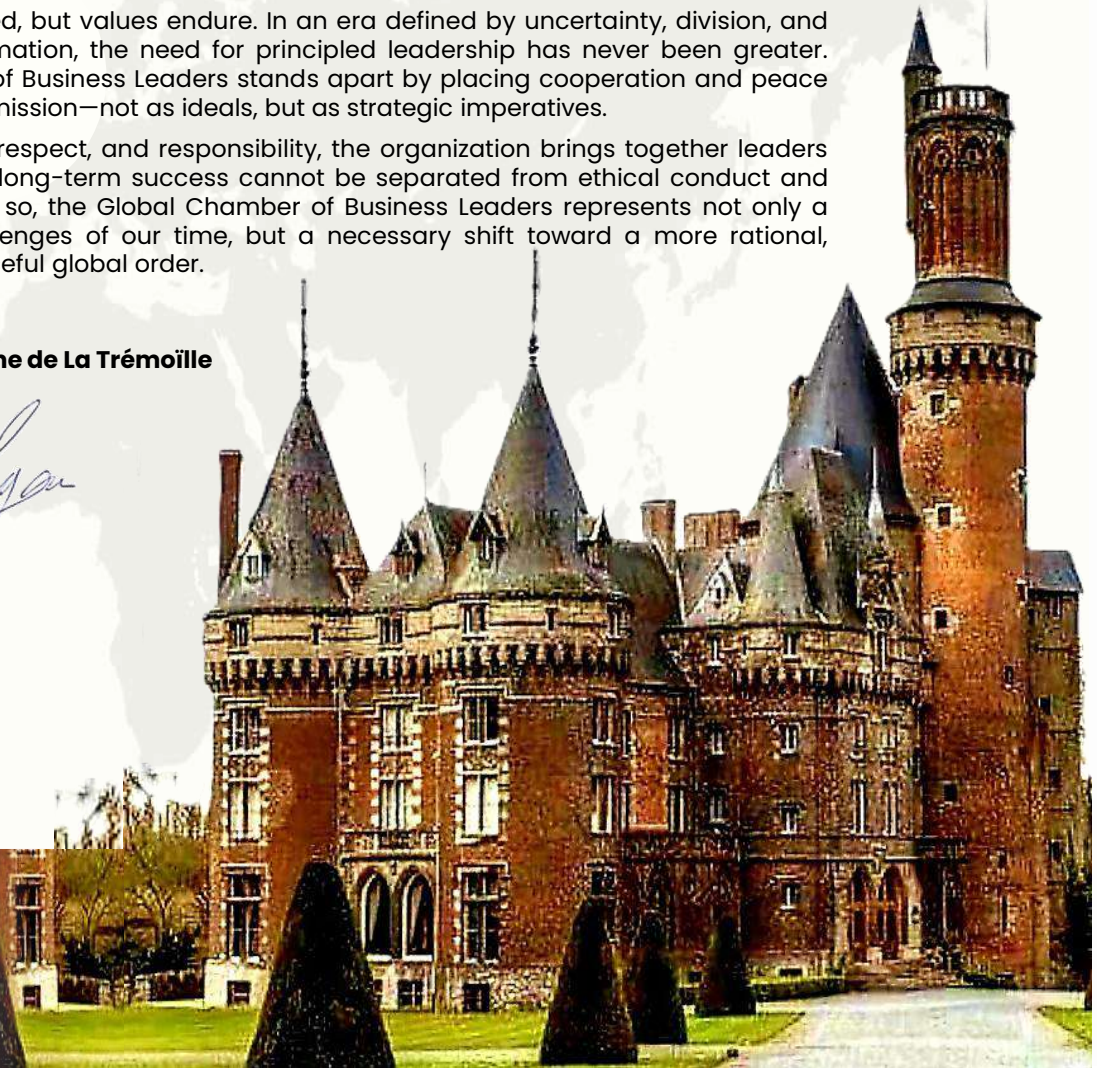 ed, but values endure. In an era defined by uncertainty, division, and
mation, the need for principled leadership has never been greater.
of Business Leaders stands apart by placing cooperation and peace
mission—not as ideals, but as strategic imperatives.
respect, and responsibility, the organization brings together leaders
long-term success cannot be separated from ethical conduct and
so, the Global Chamber of Business Leaders represents not only a
enges of our time, but a necessary shift toward a more rational,
eful global order.
ne de La Trémoïlle